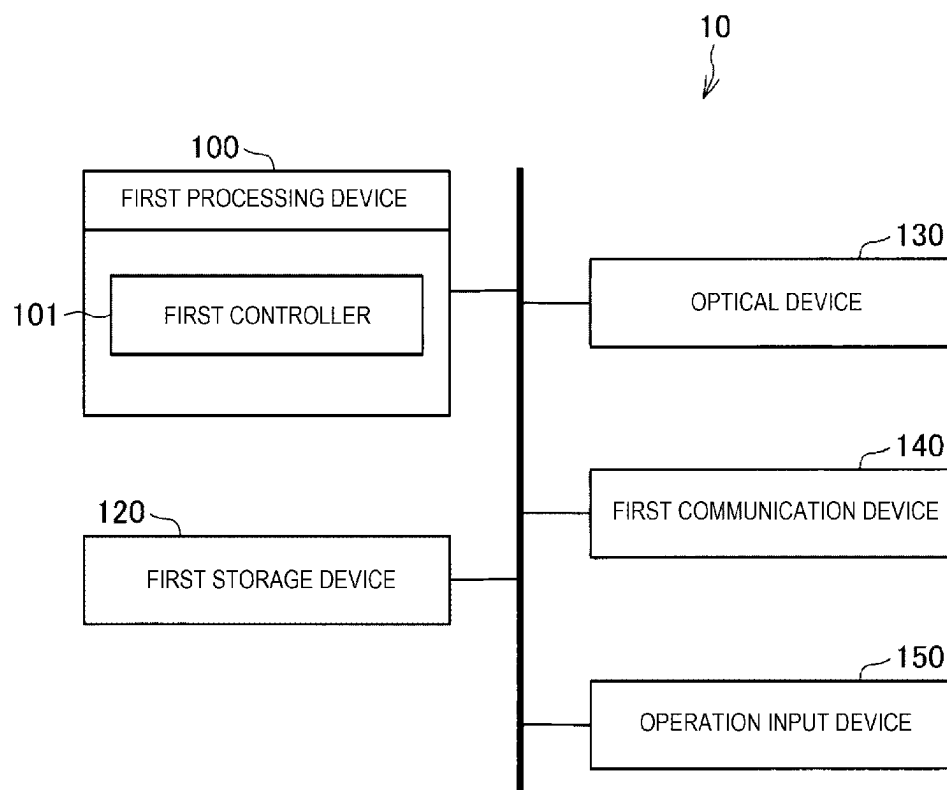 10
100
FIRST PROCESSING DEVICE
101
FIRST CONTROLLER
120
FIRST STORAGE DEVICE
130
OPTICAL DEVICE
140
FIRST COMMUNICATION DEVICE
150
OPERATION INPUT DEVICE